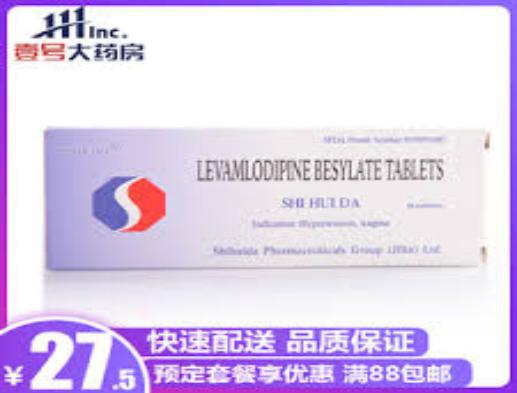 111 Inc.
壹号大药房
LEVAMLODIPINE BESYLATE TABLETS
SHI HUI DA
Indication: Hypertension, Angina
Shihuida Pharmaceuticals Group (Jilin) Ltd.
快速配送 品质保证
¥27.5
预定套餐享优惠 满88包邮